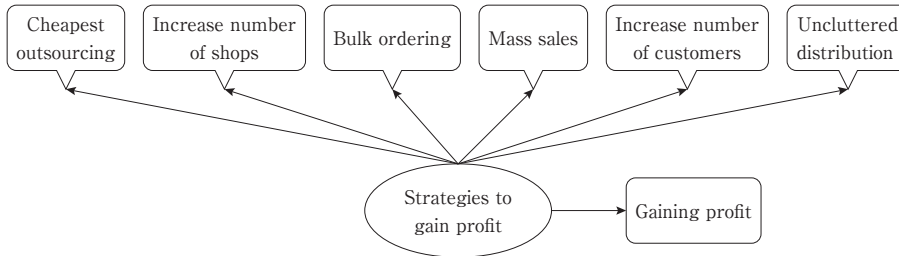 Cheapest
outsourcing
Increase number
of shops
Bulk ordering
Mass sales
Increase number
of customers
Uncluttered
distribution
Strategies to
gain profit
Gaining profit